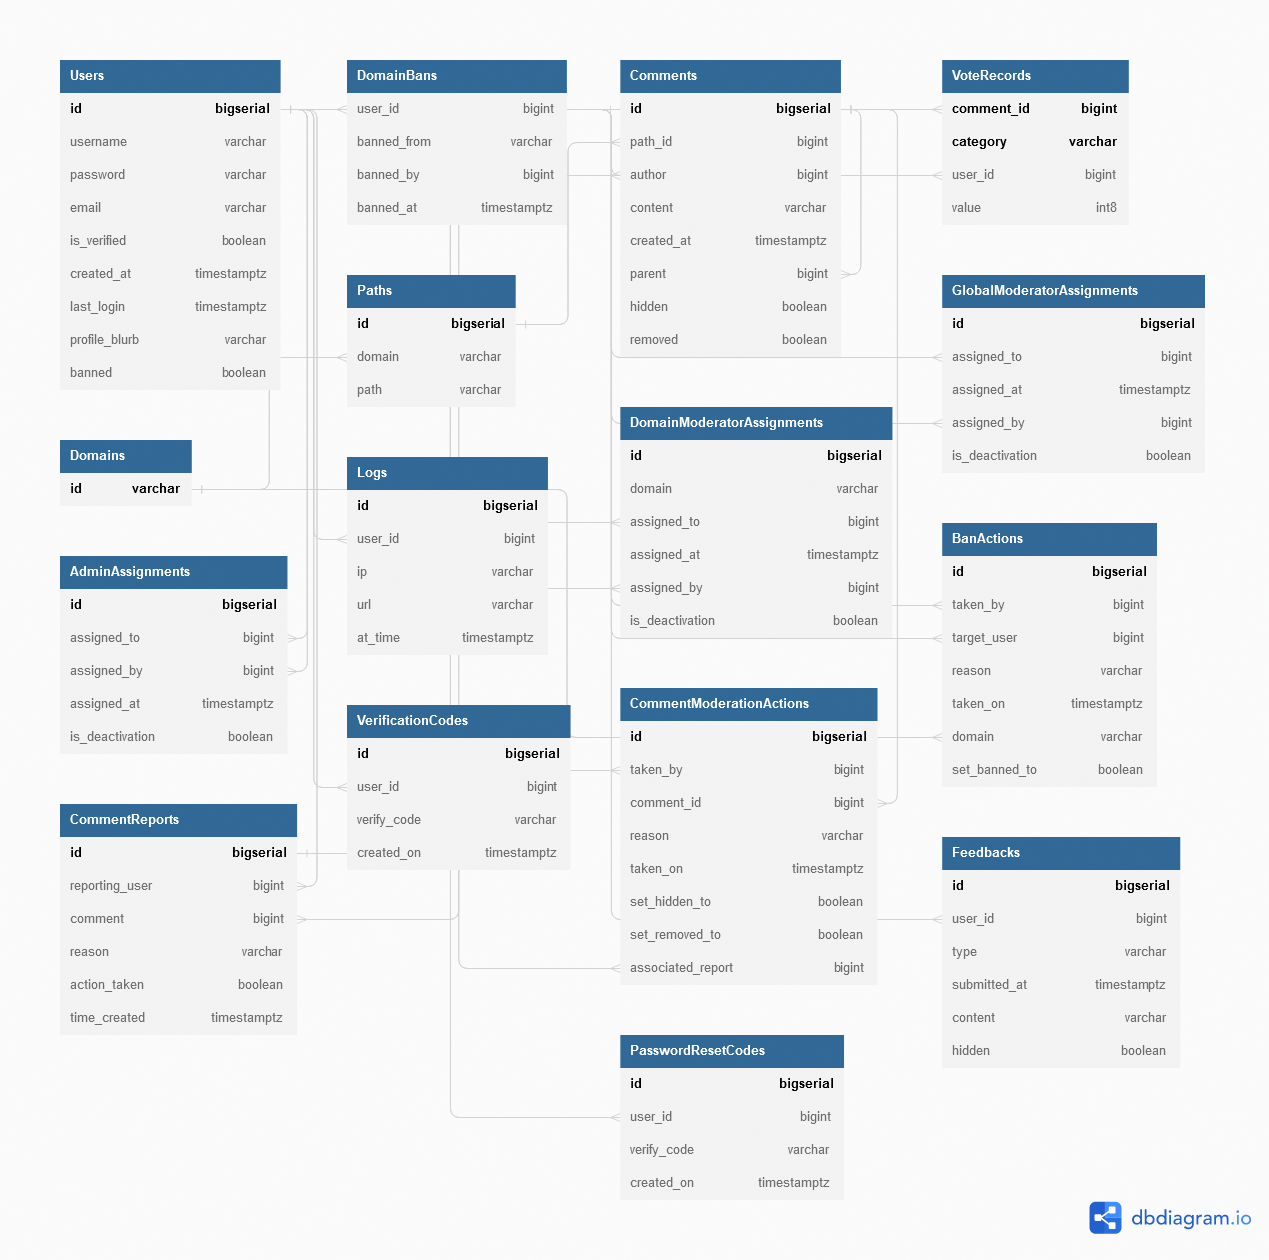 Users
id bigserial
username varchar
password varchar
email varchar
is_verified boolean
created_at timestamptz
last_login timestamptz
profile_blurb varchar
banned boolean
Domains
id varchar
AdminAssignments
id bigserial
assigned_to bigint
assigned_by bigint
assigned_at timestamptz
is_deactivation boolean
CommentReports
id bigserial
reporting_user bigint
comment bigint
reason varchar
action_taken boolean
time_created timestamptz
DomainBans
user_id bigint
banned_from varchar
banned_by bigint
banned_at timestamptz
Paths
id bigserial
domain varchar
path varchar
Logs
id bigserial
user_id bigint
ip varchar
url varchar
at_time timestamptz
VerificationCodes
id bigserial
user_id bigint
verify_code varchar
created_on timestamptz
Comments
id bigserial
path_id bigint
author bigint
content varchar
created_at timestamptz
parent bigint
hidden boolean
removed boolean
DomainModeratorAssignments
id bigserial
domain varchar
assigned_to bigint
assigned_at timestamptz
assigned_by bigint
is_deactivation boolean
CommentModerationActions
id bigserial
taken_by bigint
comment_id bigint
reason varchar
taken_on timestamptz
set_hidden_to boolean
set_removed_to boolean
associated_report bigint
PasswordResetCodes
id bigserial
user_id bigint
verify_code varchar
created_on timestamptz
VoteRecords
comment_id bigint
category varchar
user_id bigint
value int8
GlobalModeratorAssignments
id bigserial
assigned_to bigint
assigned_at timestamptz
assigned_by bigint
is_deactivation boolean
BanActions
id bigserial
taken_by bigint
target_user bigint
reason varchar
taken_on timestamptz
domain varchar
set_banned_to boolean
Feedbacks
id bigserial
user_id bigint
type varchar
submitted_at timestamptz
content varchar
hidden boolean
dbdiagram.io